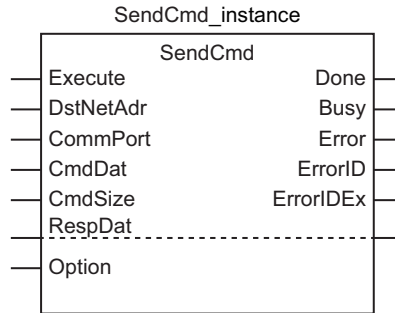 SendCmd_instance
SendCmd
Execute Done
DstNetAdr Busy
CommPort Error
CmdDat ErrorID
CmdSize ErrorIDEx
RespDat
Option